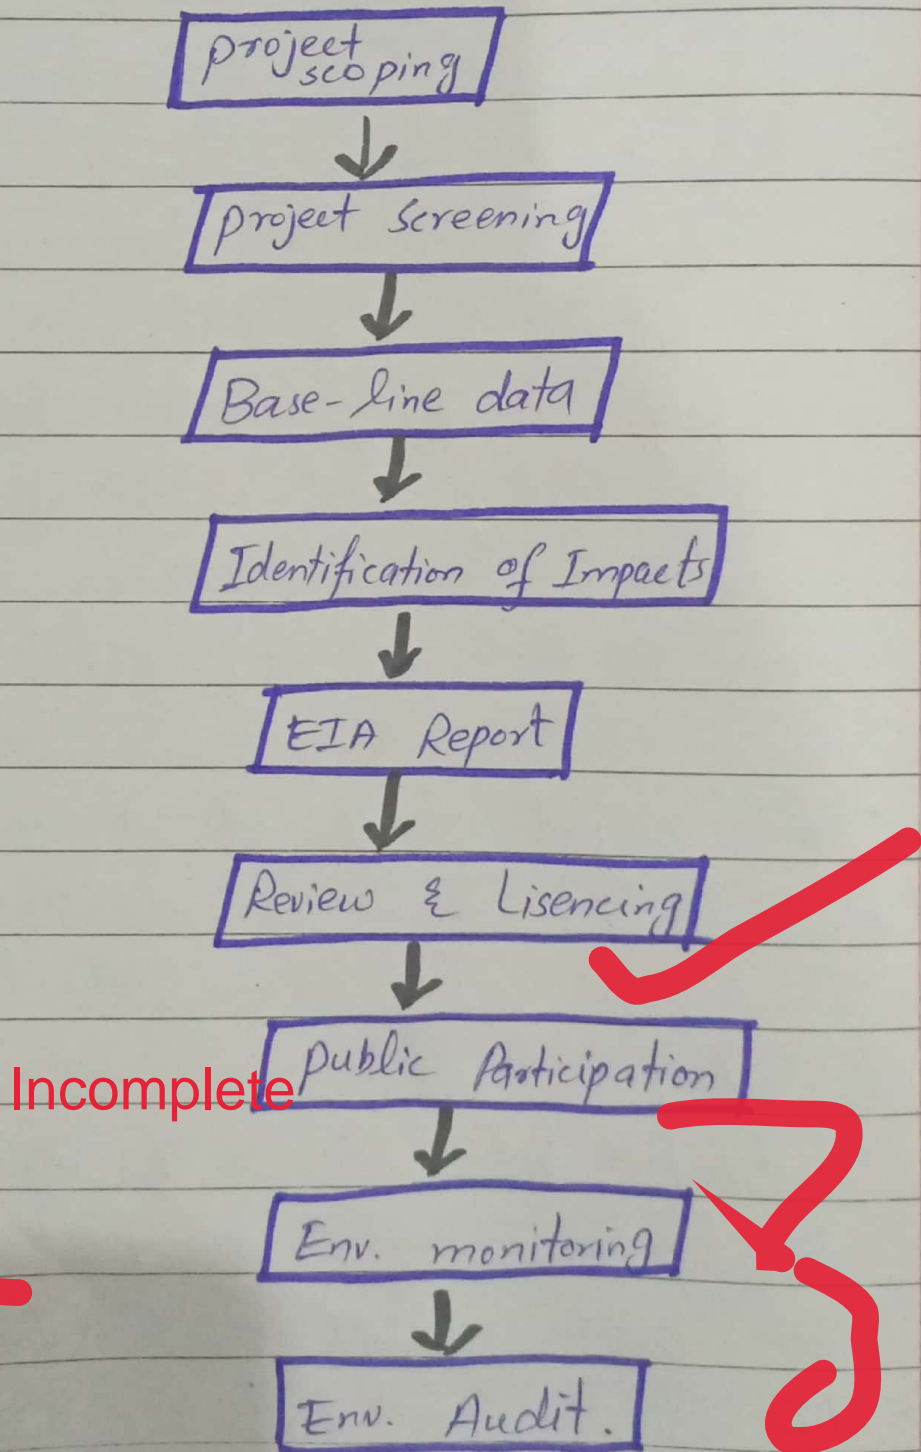 project
scoping
project screening
Base-line data
Identification of Impacts
EIA Report
Review & Lisencing
Public Participation
Incomplete
Env. monitoring
Env. Audit.